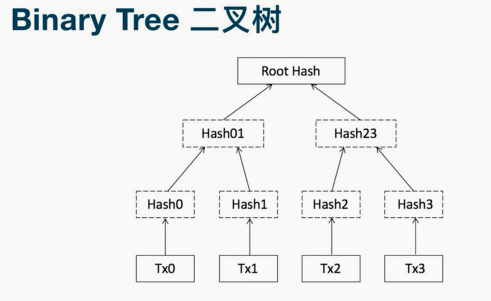 Binary Tree 二叉树
Root Hash
Hash01
Hash23
Hash0
Hash1
Hash2
Hash3
Tx0
Tx1
Tx2
Tx3